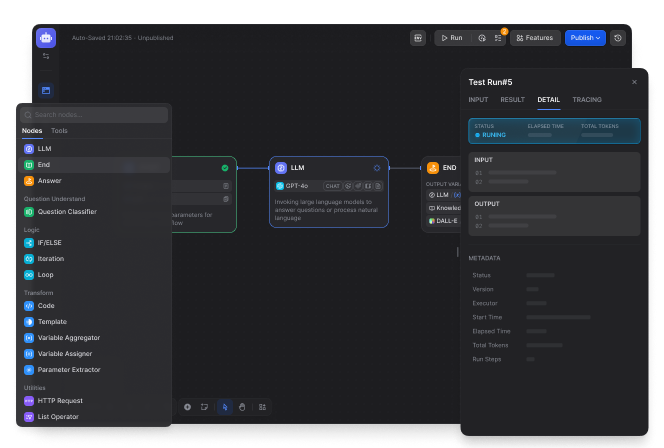 Auto-Saved 21:02:35 · Unpublished
Run
2
Features
Publish
Search nodes...
Nodes
Tools
LLM
End
Answer
Question Understand
Question Classifier
Logic
IF/ELSE
Iteration
Loop
Transform
Code
Template
Variable Aggregator
Variable Assigner
Parameter Extractor
Utilities
HTTP Request
List Operator
parameters for
LLM
GPT-4o
CHAT
Invoking large language models to
answer questions or process natural
language
END
OUTPUT VARIA
LLM
Knowled
DALL-E
Test Run#5
INPUT
RESULT
DETAIL
TRACING
STATUS
ELAPSED TIME
TOTAL TOKENS
RUNING
INPUT
01
02
OUTPUT
01
02
METADATA
Status
Version
Executor
Start Time
Elapsed Time
Total Tokens
Run Steps